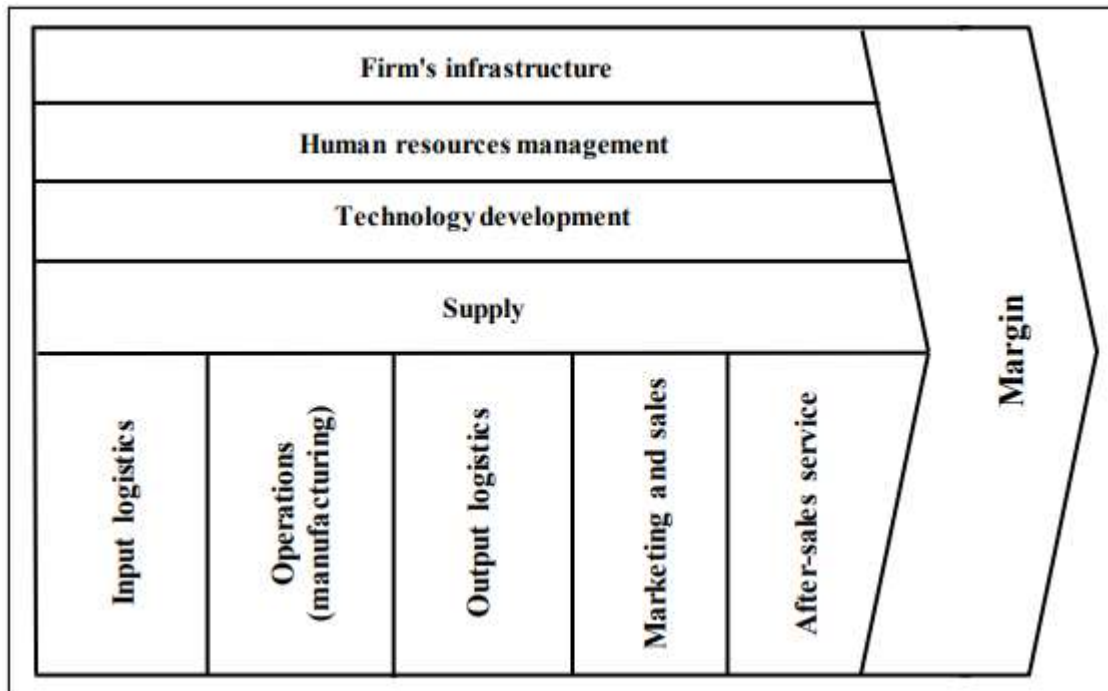 Firm's infrastructure
Human resources management
Technology development
Supply
Input logistics
Operations
(manufacturing)
Output logistics
Marketing and sales
After-sales service
Margin